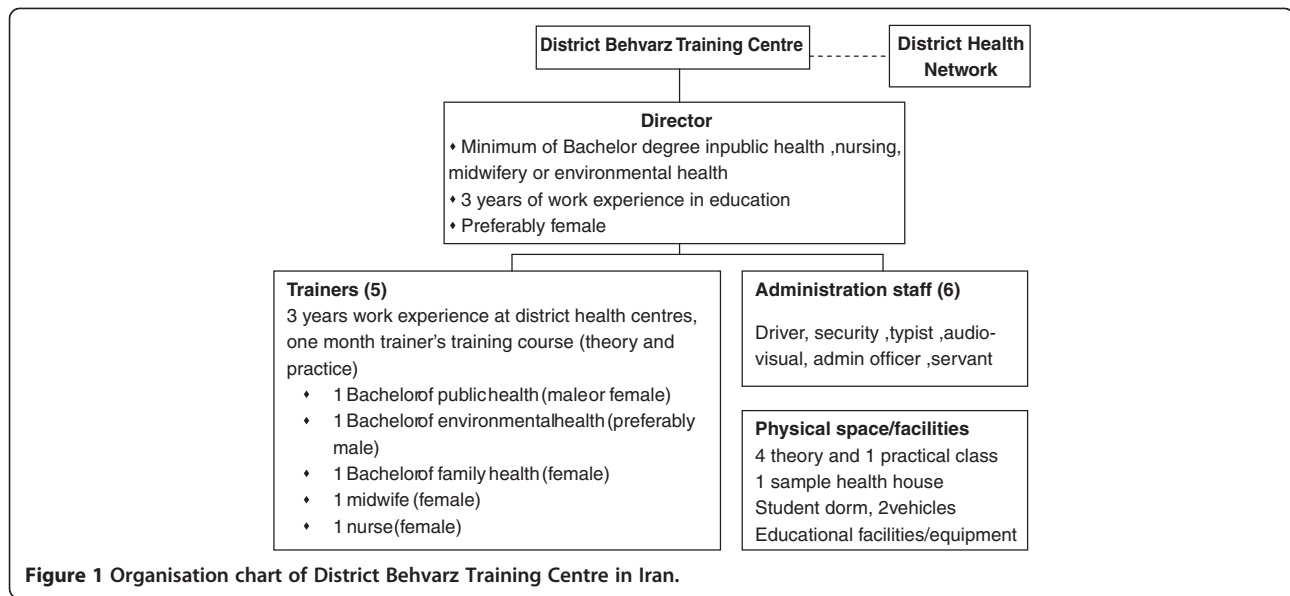 District Behvarz Training Centre
District Health
Network
Director
♦ Minimum of Bachelor degree inpublic health ,nursing,
midwifery or environmental health
♦ 3 years of work experience in education
♦ Preferably female
Trainers (5)
3 years work experience at district health centres,
one month trainer's training course (theory and
practice)
♦ 1 Bachelorof public health (male or female)
♦ 1 Bachelorof environmentalhealth (preferably
male)
♦ 1 Bachelorof family health (female)
♦ 1 midwife (female)
♦ 1 nurse (female)
Administration staff (6)
Driver, security ,typist ,audio-
visual, admin officer ,servant
Physical space/facilities
4 theory and 1 practical class
1 sample health house
Student dorm, 2vehicles
Educational facilities/equipment
Figure 1 Organisation chart of District Behvarz Training Centre in Iran.